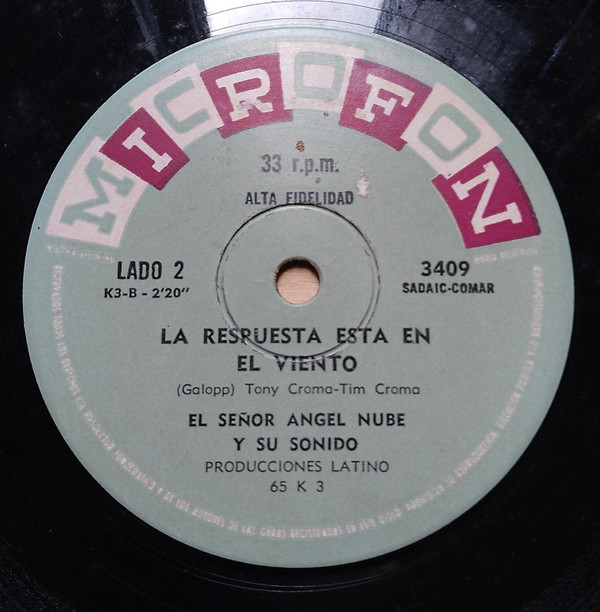 MICROFON
33 r.p.m.
ALTA FIDELIDAD
LADO 2
K3-B - 2'20"
3409
SADAIC-COMAR
LA RESPUESTA ESTA EN
EL VIENTO
(Galopp) Tony Croma-Tim Croma
EL SEÑOR ANGEL NUBE
Y SU SONIDO
PRODUCCIONES LATINO
65 K 3